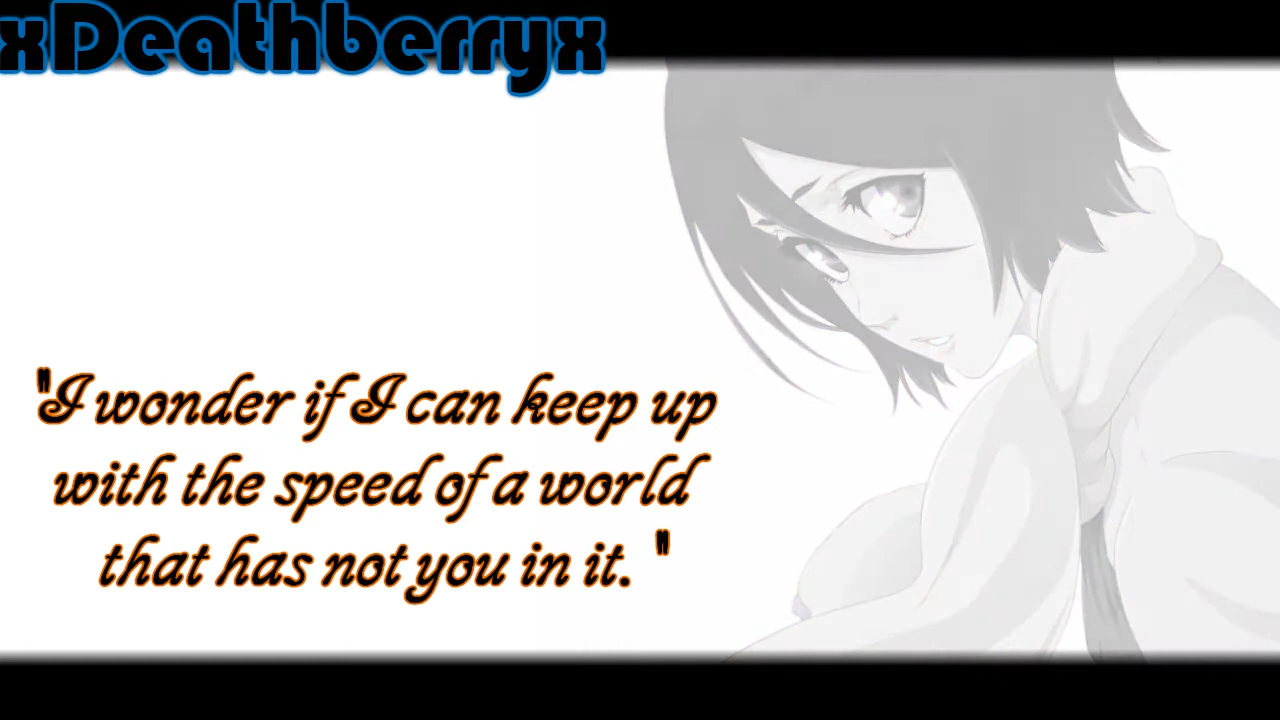 xDeathberryx
"I wonder if I can keep up
with the speed of a world
that has not you in it. "